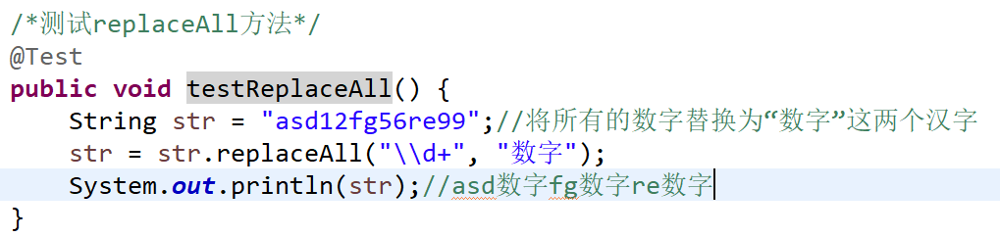 /*测试replaceAll方法*/
@Test
public void testReplaceAll() {
    String str = "asd12fg56re99";//将所有的数字替换为“数字”这两个汉字
    str = str.replaceAll("\\d+", "数字");
    System.out.println(str);//asd数字fg数字re数字
}